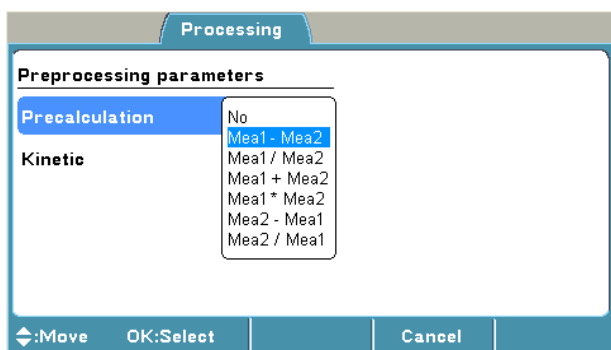 Processing
Preprocessing parameters
Precalculation
No
Mea1 - Mea2
Mea1 / Mea2
Kinetic
Mea1 + Mea2
Mea1 * Mea2
Mea2 - Mea1
Mea2 / Mea1
:Move OK:Select Cancel